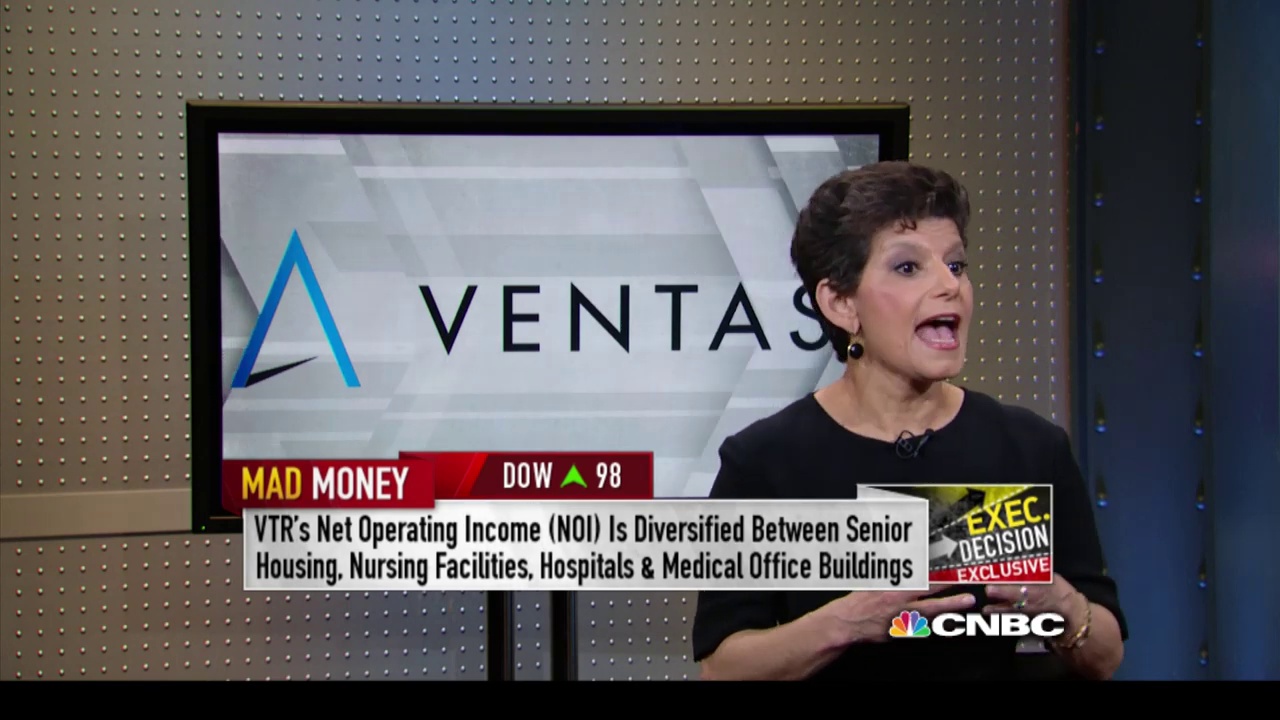 VENTAS
MAD MONEY
DOW ▲ 98
VTR'S NET OPERATING INCOME (NOI) IS DIVERSIFIED BETWEEN SENIOR
HOUSING, NURSING FACILITIES, HOSPITALS & MEDICAL OFFICE BUILDINGS
EXEC.
DECISION
EXCLUSIVE
CNBC